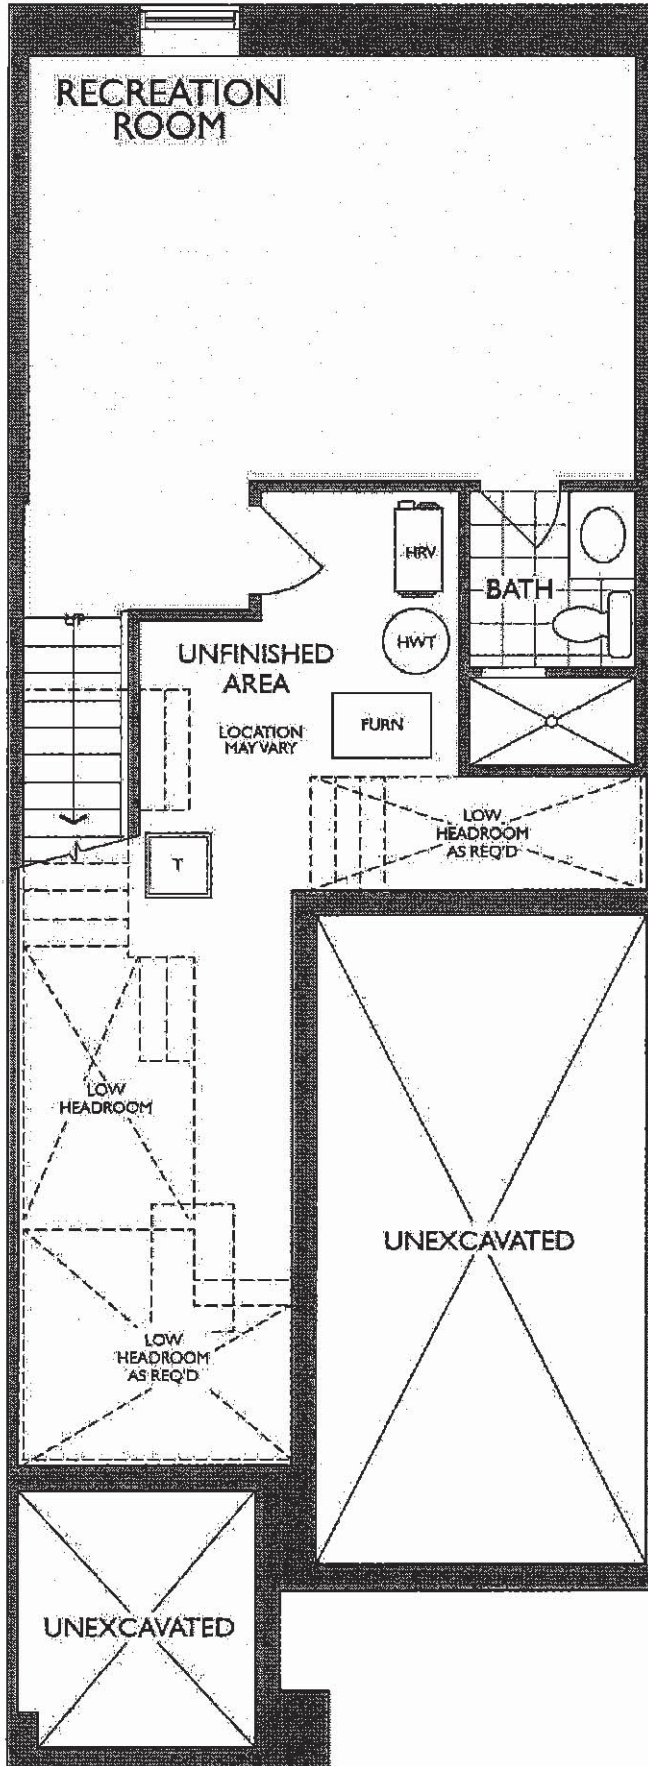 RECREATION
ROOM
HRV
BATH
UP
HWT
UNFINISHED
AREA
LOCATION
MAY VARY
FURN
LOW
HEADROOM
AS REQ'D
T
LOW
HEADROOM
UNEXCAVATED
LOW
HEADROOM
AS REQ'D
UNEXCAVATED